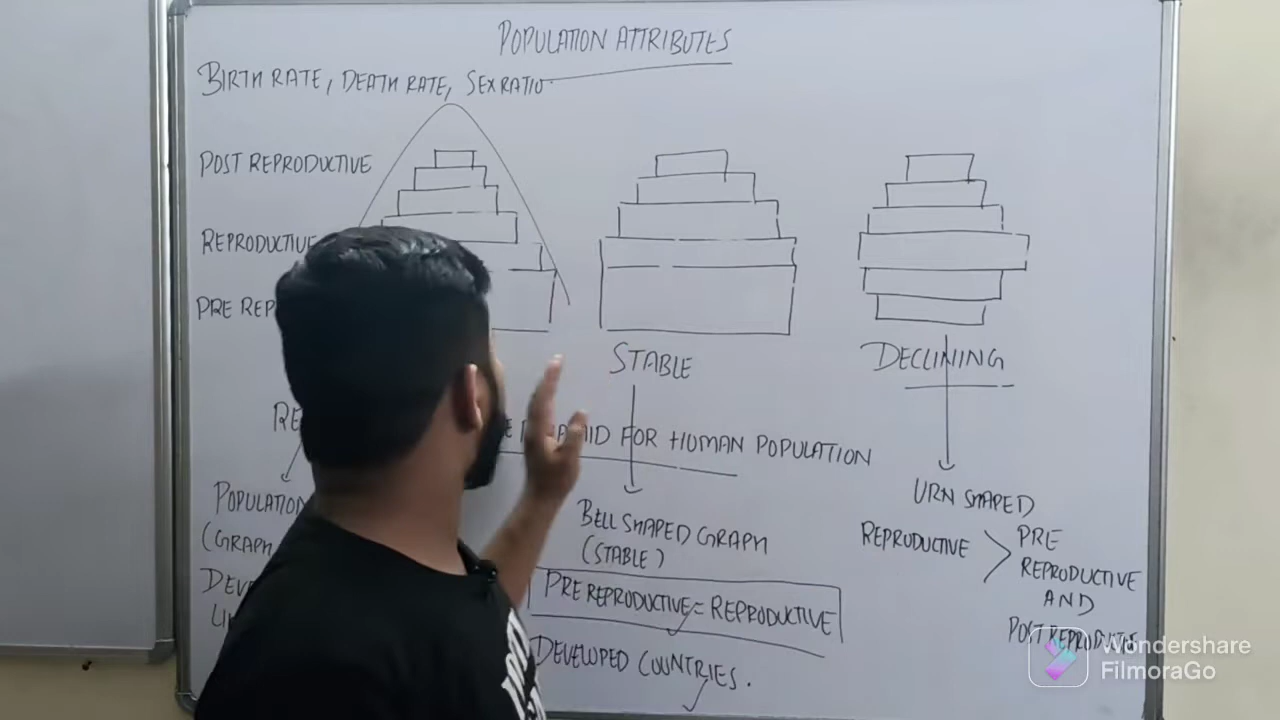 POPULATION ATTRIBUTES
BIRTH RATE, DEATH RATE, SEX RATIO
POST REPRODUCTIVE
REPRODUCTIVE
PRE REP
STABLE
DECLINING
FOR HUMAN POPULATION
POPULATION
(GRAPH
BELL SHAPED GRAPH
(STABLE)
PRE REPRODUCTIVE = REPRODUCTIVE
DEVELOPED COUNTRIES.
URN SHAPED
REPRODUCTIVE > PRE
REPRODUCTIVE
AND
POST REPRODUCTIVE
Wondershare
FilmoraGo